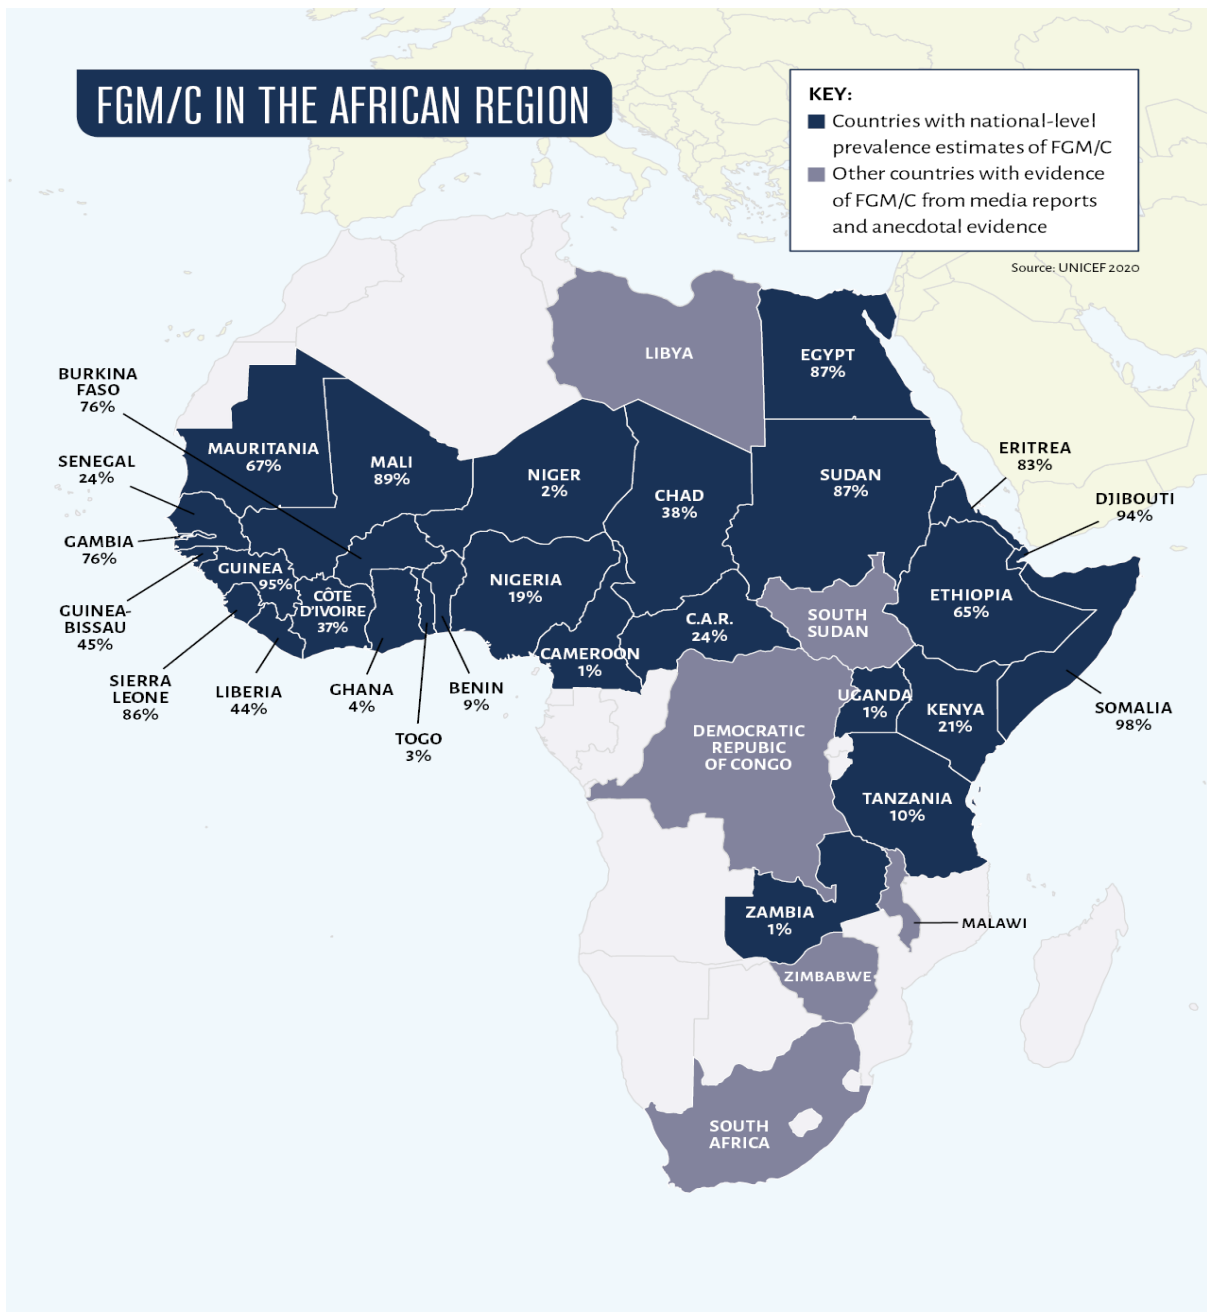 FGM/C IN THE AFRICAN REGION
KEY:
Countries with national-level
prevalence estimates of FGM/C
Other countries with evidence
of FGM/C from media reports
and anecdotal evidence
Source: UNICEF 2020
LIBYA
EGYPT
87%
BURKINA
FASO
76%
MAURITANIA
67%
MALI
89%
NIGER
2%
CHAD
38%
SUDAN
87%
ERITREA
83%
SENEGAL
24%
DJIBOUTI
94%
GAMBIA
76%
GUINEA
95%
CÔTE
D'IVOIRE
37%
NIGERIA
19%
ETHIOPIA
65%
GUINEA-
BISSAU
45%
C.A.R.
24%
SOUTH
SUDAN
CAMEROON
1%
SIERRA
LEONE
86%
LIBERIA
44%
GHANA
4%
BENIN
9%
TOGO
3%
UGANDA
1%
KENYA
21%
SOMALIA
98%
DEMOCRATIC
REPUBIC
OF CONGO
TANZANIA
10%
ZAMBIA
1%
MALAWI
ZIMBABWE
SOUTH
AFRICA